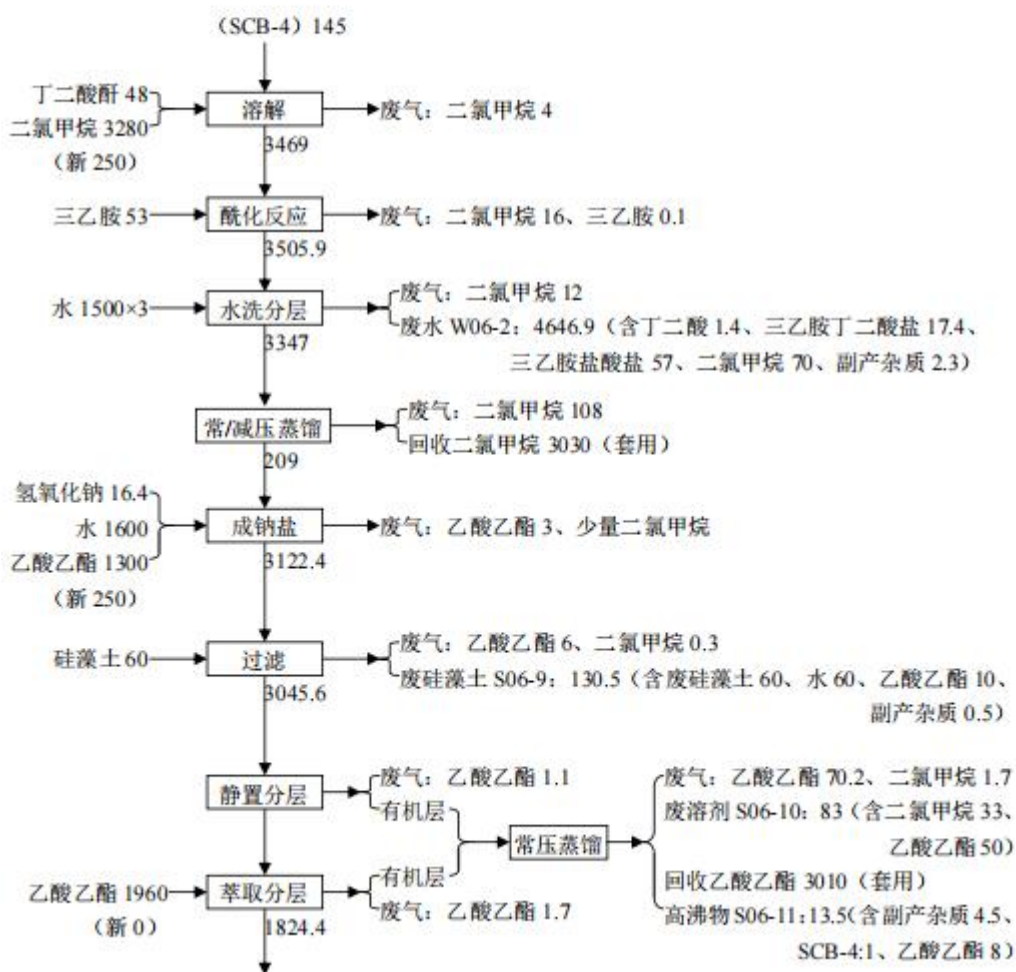 （SCB-4）145
丁二酸酐 48
二氯甲烷 3280
（新 250）
溶解
废气：二氯甲烷 4
3469
三乙胺 53
酰化反应
废气：二氯甲烷 16、三乙胺 0.1
3505.9
水 1500×3
水洗分层
废气：二氯甲烷 12
废水 W06-2：4646.9（含丁二酸 1.4、三乙胺丁二酸盐 17.4、
三乙胺盐酸盐 57、二氯甲烷 70、副产杂质 2.3）
3347
常/减压蒸馏
废气：二氯甲烷 108
回收二氯甲烷 3030（套用）
209
氢氧化钠 16.4
水 1600
乙酸乙酯 1300
（新 250）
成钠盐
废气：乙酸乙酯 3、少量二氯甲烷
3122.4
硅藻土 60
过滤
废气：乙酸乙酯 6、二氯甲烷 0.3
废硅藻土 S06-9：130.5（含废硅藻土 60、水 60、乙酸乙酯 10、
副产杂质 0.5）
3045.6
静置分层
废气：乙酸乙酯 1.1
有机层
常压蒸馏
废气：乙酸乙酯 70.2、二氯甲烷 1.7
废溶剂 S06-10：83（含二氯甲烷 33、
乙酸乙酯 50）
回收乙酸乙酯 3010（套用）
高沸物 S06-11：13.5（含副产杂质 4.5、
SCB-4:1、乙酸乙酯 8）
乙酸乙酯 1960
（新 0）
萃取分层
有机层
废气：乙酸乙酯 1.7
1824.4